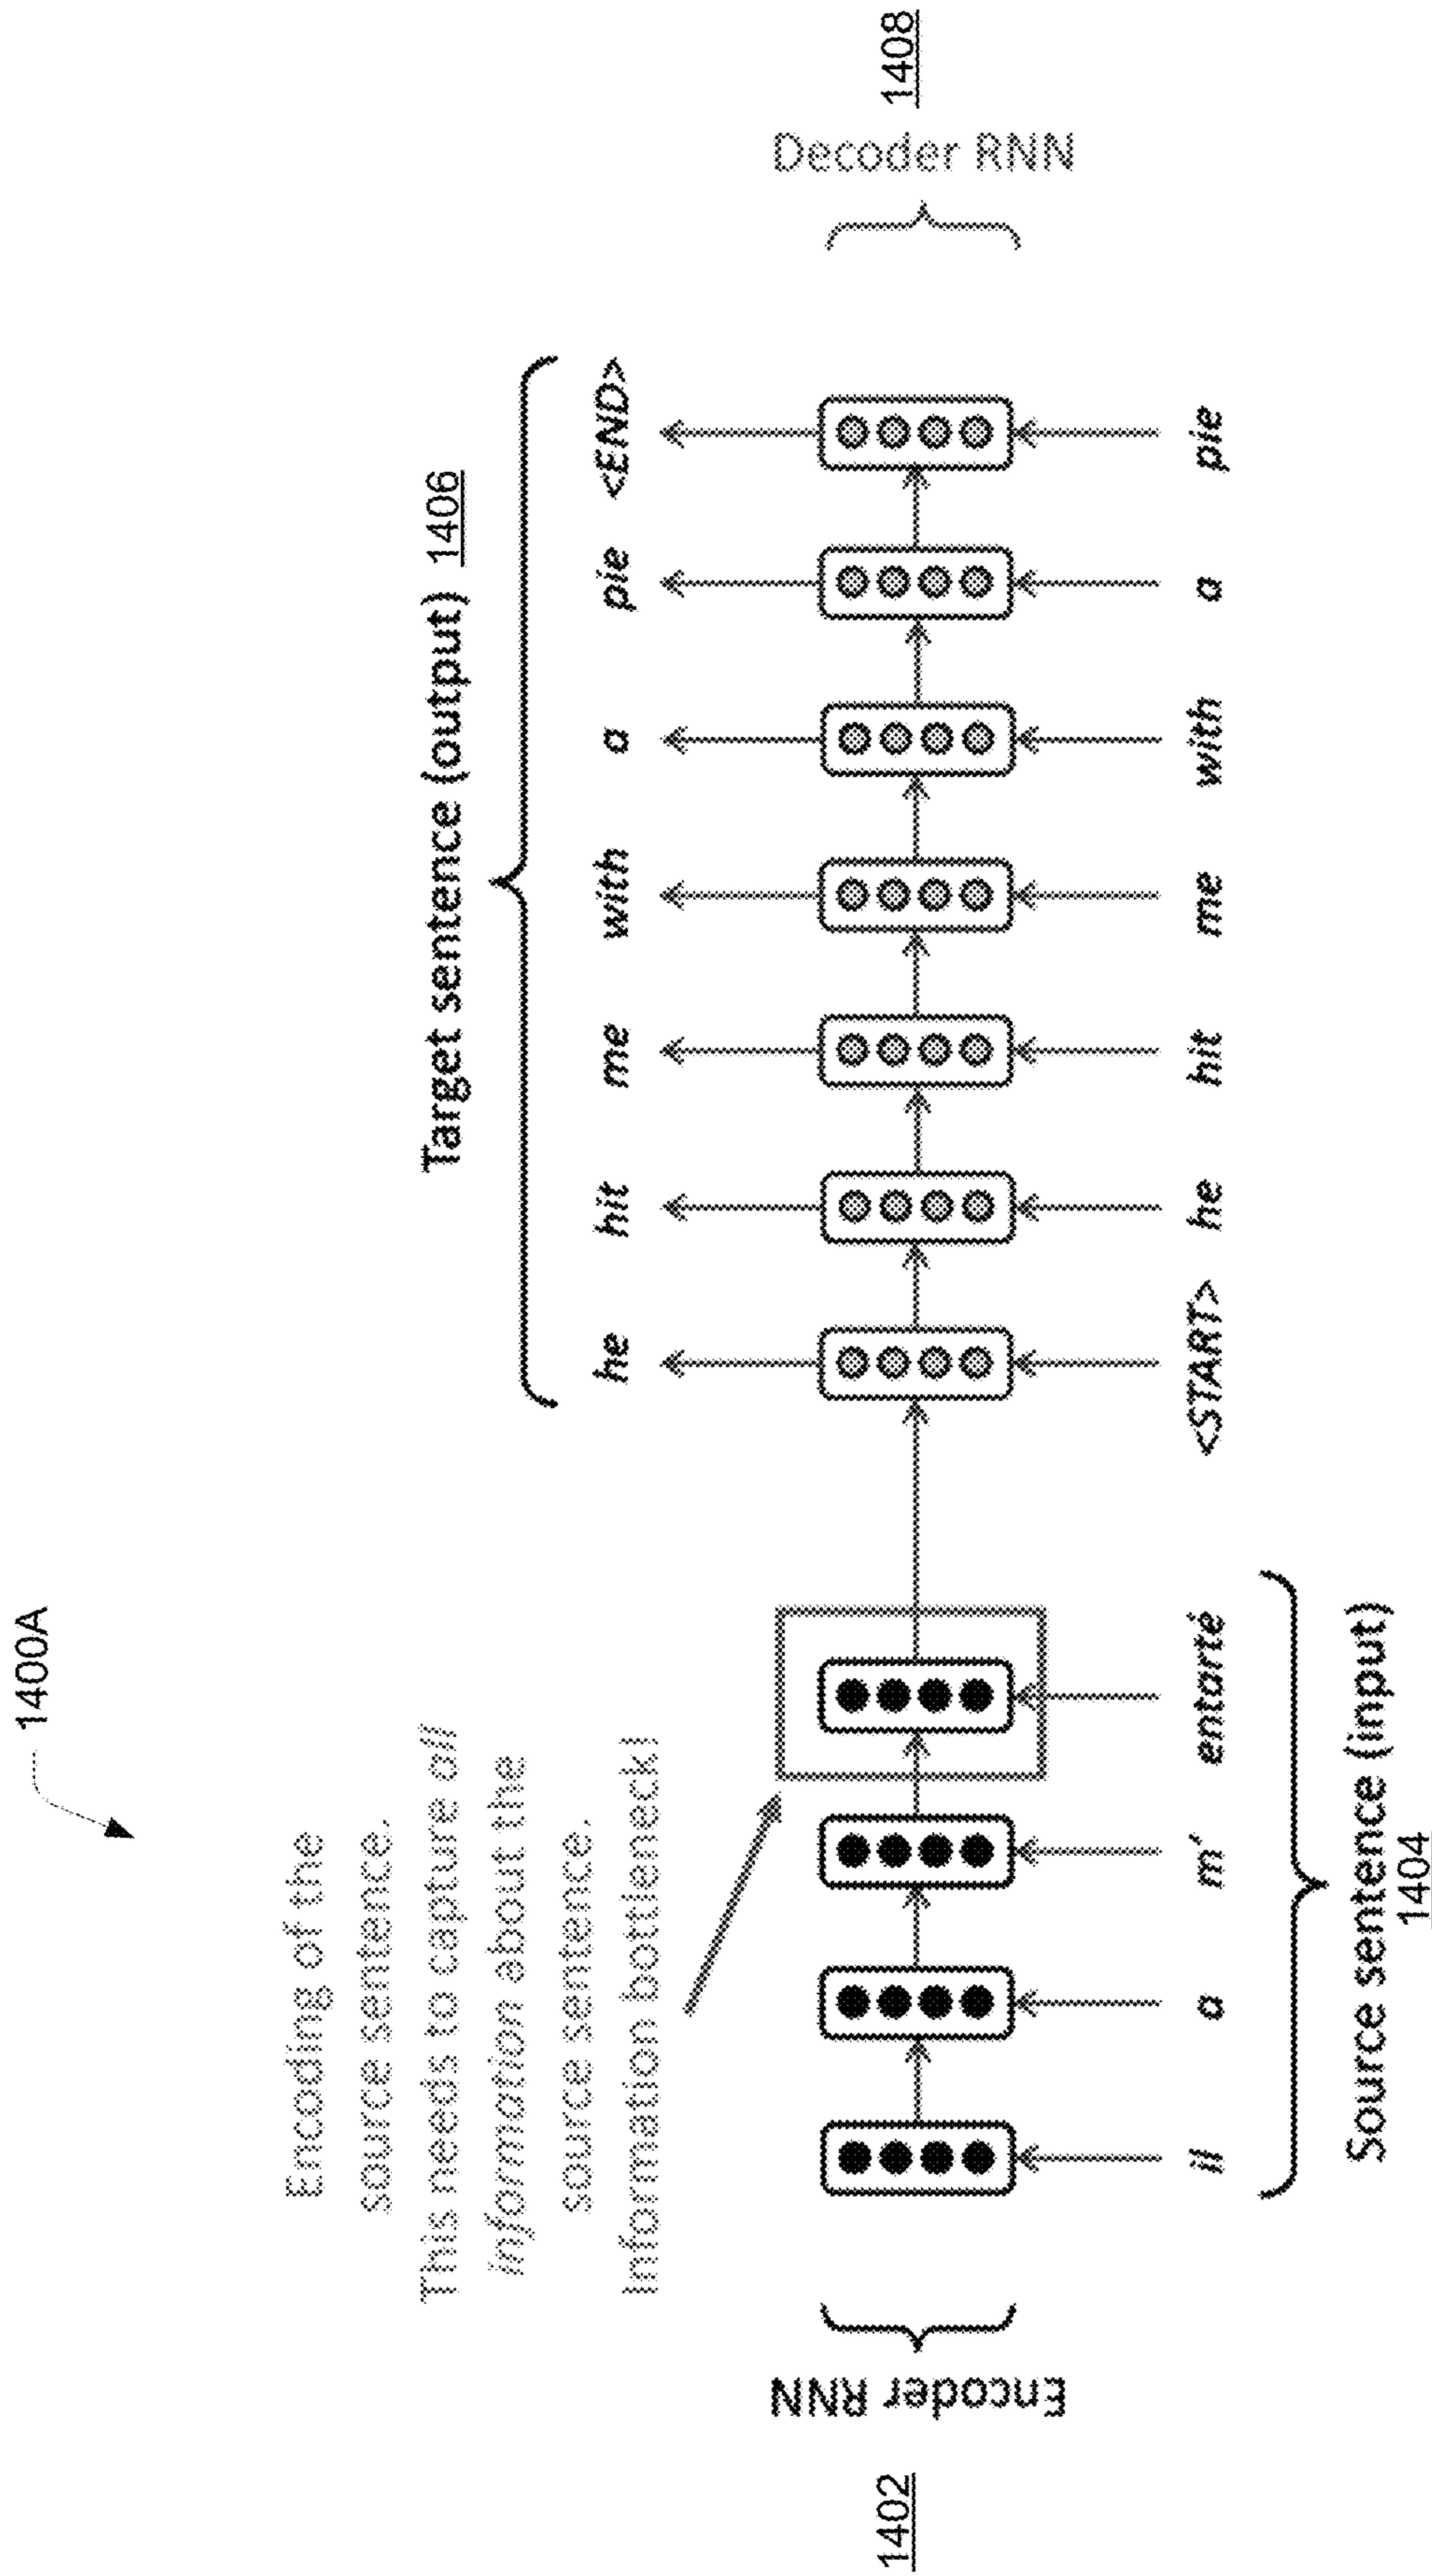 1400A
Encoding of the
source sentence.
This needs to capture all
information about the
source sentence.
Information bottleneck!
Target sentence (output) 1406
he hit me with a pie <END>
1402
Encoder RNN
Decoder RNN
1408
il a m' entarté <START> he hit me with a pie
Source sentence (input)
1404